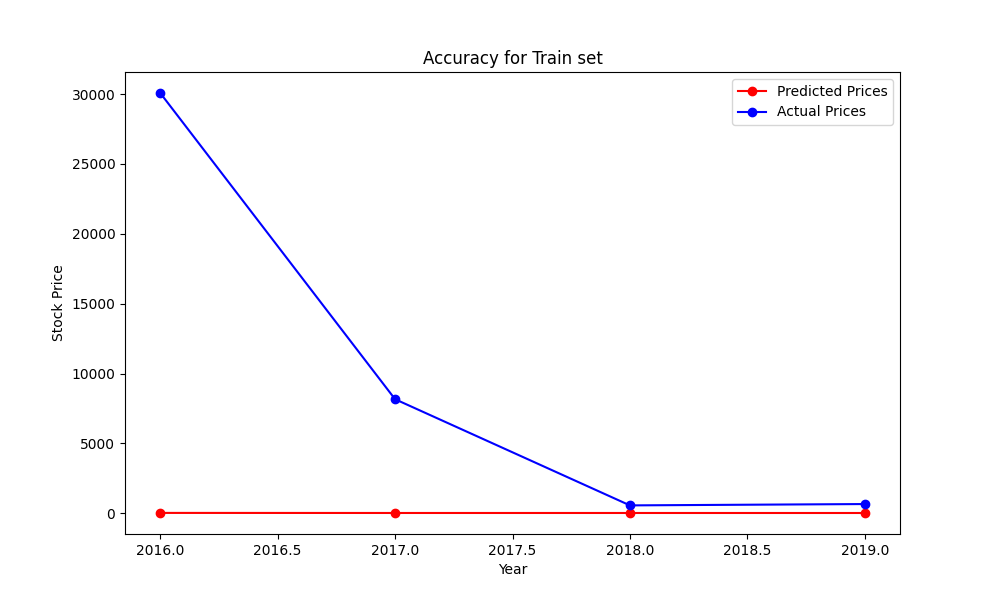 Accuracy for Train set
Predicted Prices
Actual Prices
30000
25000
20000
15000
10000
5000
0
Stock Price
2016.0 2016.5 2017.0 2017.5 2018.0 2018.5 2019.0
Year